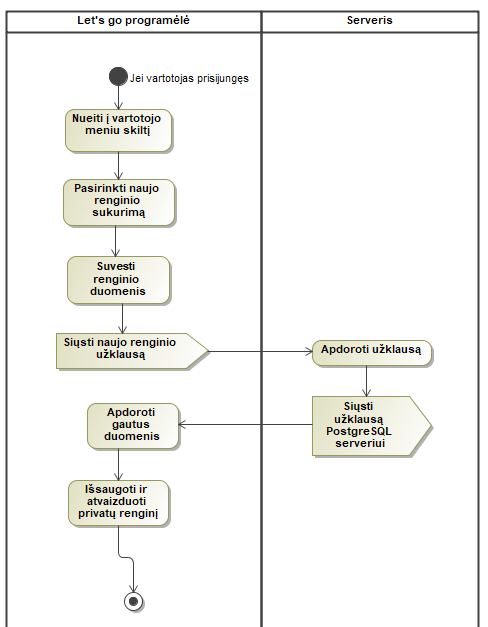 Let's go programėlė
Serveris
Jei vartotojas prisijungęs
Nueiti į vartotojo
meniu skiltį
Pasirinkti naujo
renginio
sukurimą
Suvesti
renginio
duomenis
Siųsti naujo renginio
užklausą
Apdoroti užklausą
Siųsti
užklausą
PostgreSQL
serveriui
Apdoroti
gautus
duomenis
Išsaugoti ir
atvaizduoti
privatų renginį